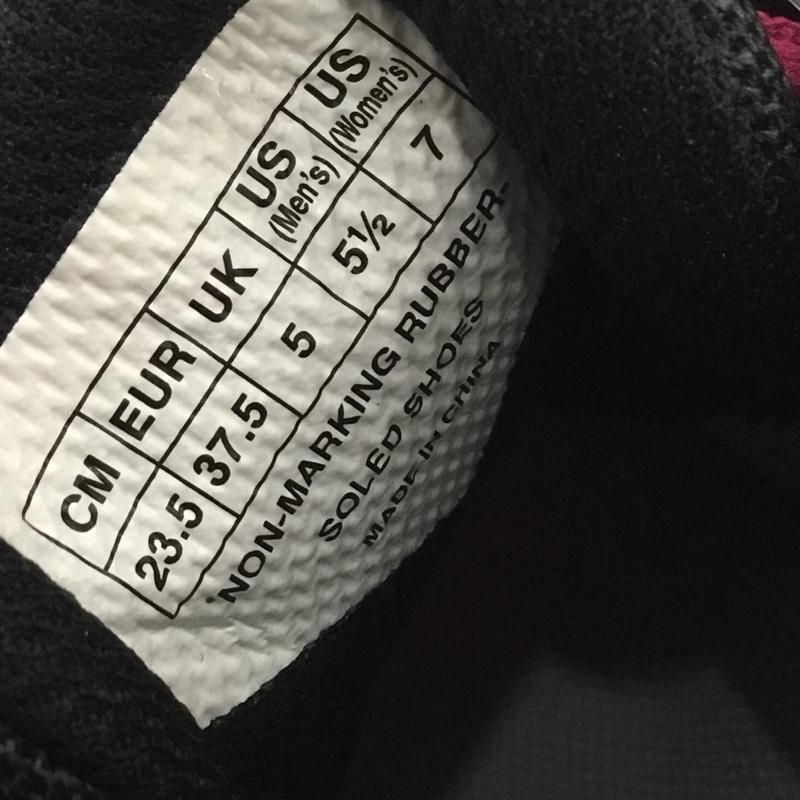 CM EUR UK US (Men's) US (Women's)
23.5 37.5 5 5½ 7
NON-MARKING RUBBER-
SOLED SHOES
MADE IN CHINA